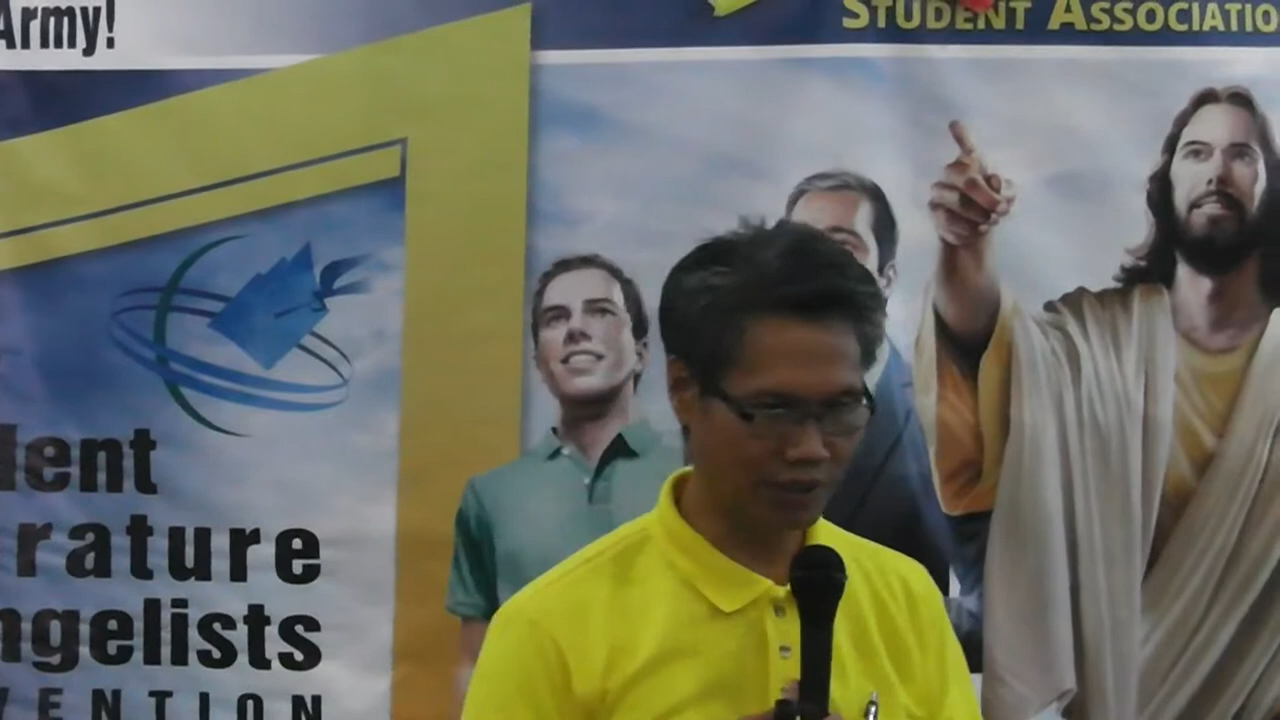 Army!
STUDENT ASSOCIATIO
dent
rature
ngelists
VENTION